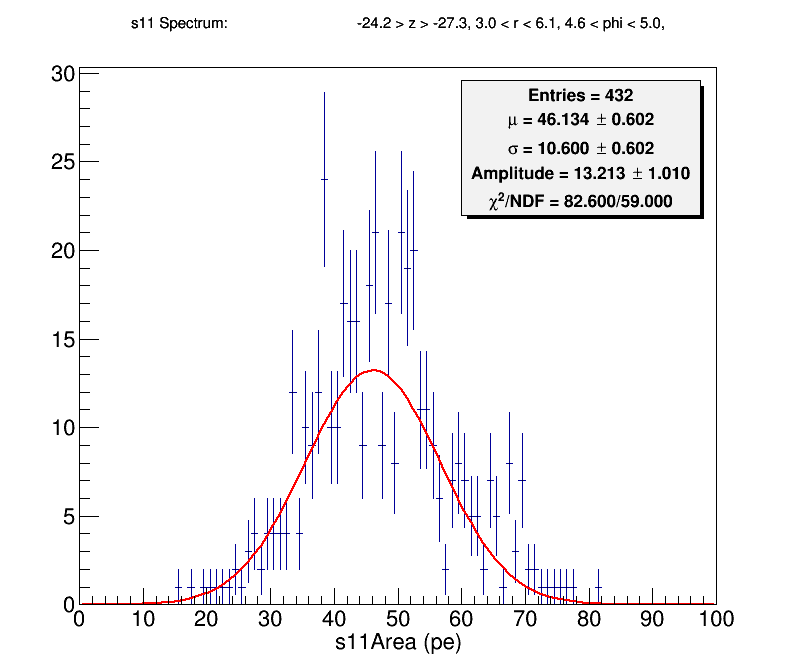 s11 Spectrum: -24.2 > z > -27.3, 3.0 < r < 6.1, 4.6 < phi < 5.0,
Entries = 432
μ = 46.134 ± 0.602
σ = 10.600 ± 0.602
Amplitude = 13.213 ± 1.010
χ²/NDF = 82.600/59.000
30
25
20
15
10
5
0
0 10 20 30 40 50 60 70 80 90 100
s11Area (pe)